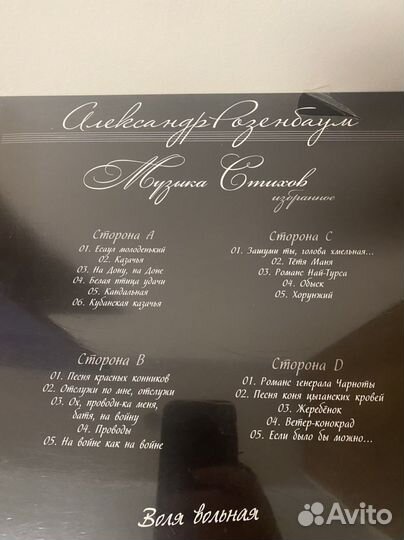 Александр Розенбаум
Музыка Стихов
избранное
Сторона A
01. Есаул молоденький
02. Казачья
03. На Дону, на Доне
04. Белая птица удачи
05. Кандальная
06. Кубанская казачья
Сторона C
01. Зашуми ты, голова хмельная...
02. Тётя Маня
03. Романс Най-Турса
04. Обыск
05. Хорунжий
Сторона B
01. Песня красных конников
02. Отслужи по мне, отслужи
03. Ох, проводи-ка меня,
батя, на войну
04. Проводы
05. На войне как на войне
Сторона D
01. Романс генерала Чарноты
02. Песня коня цыганских кровей
03. Жеребёнок
04. Ветер-конокрад
05. Если было бы можно...
Воля вольная
Avito